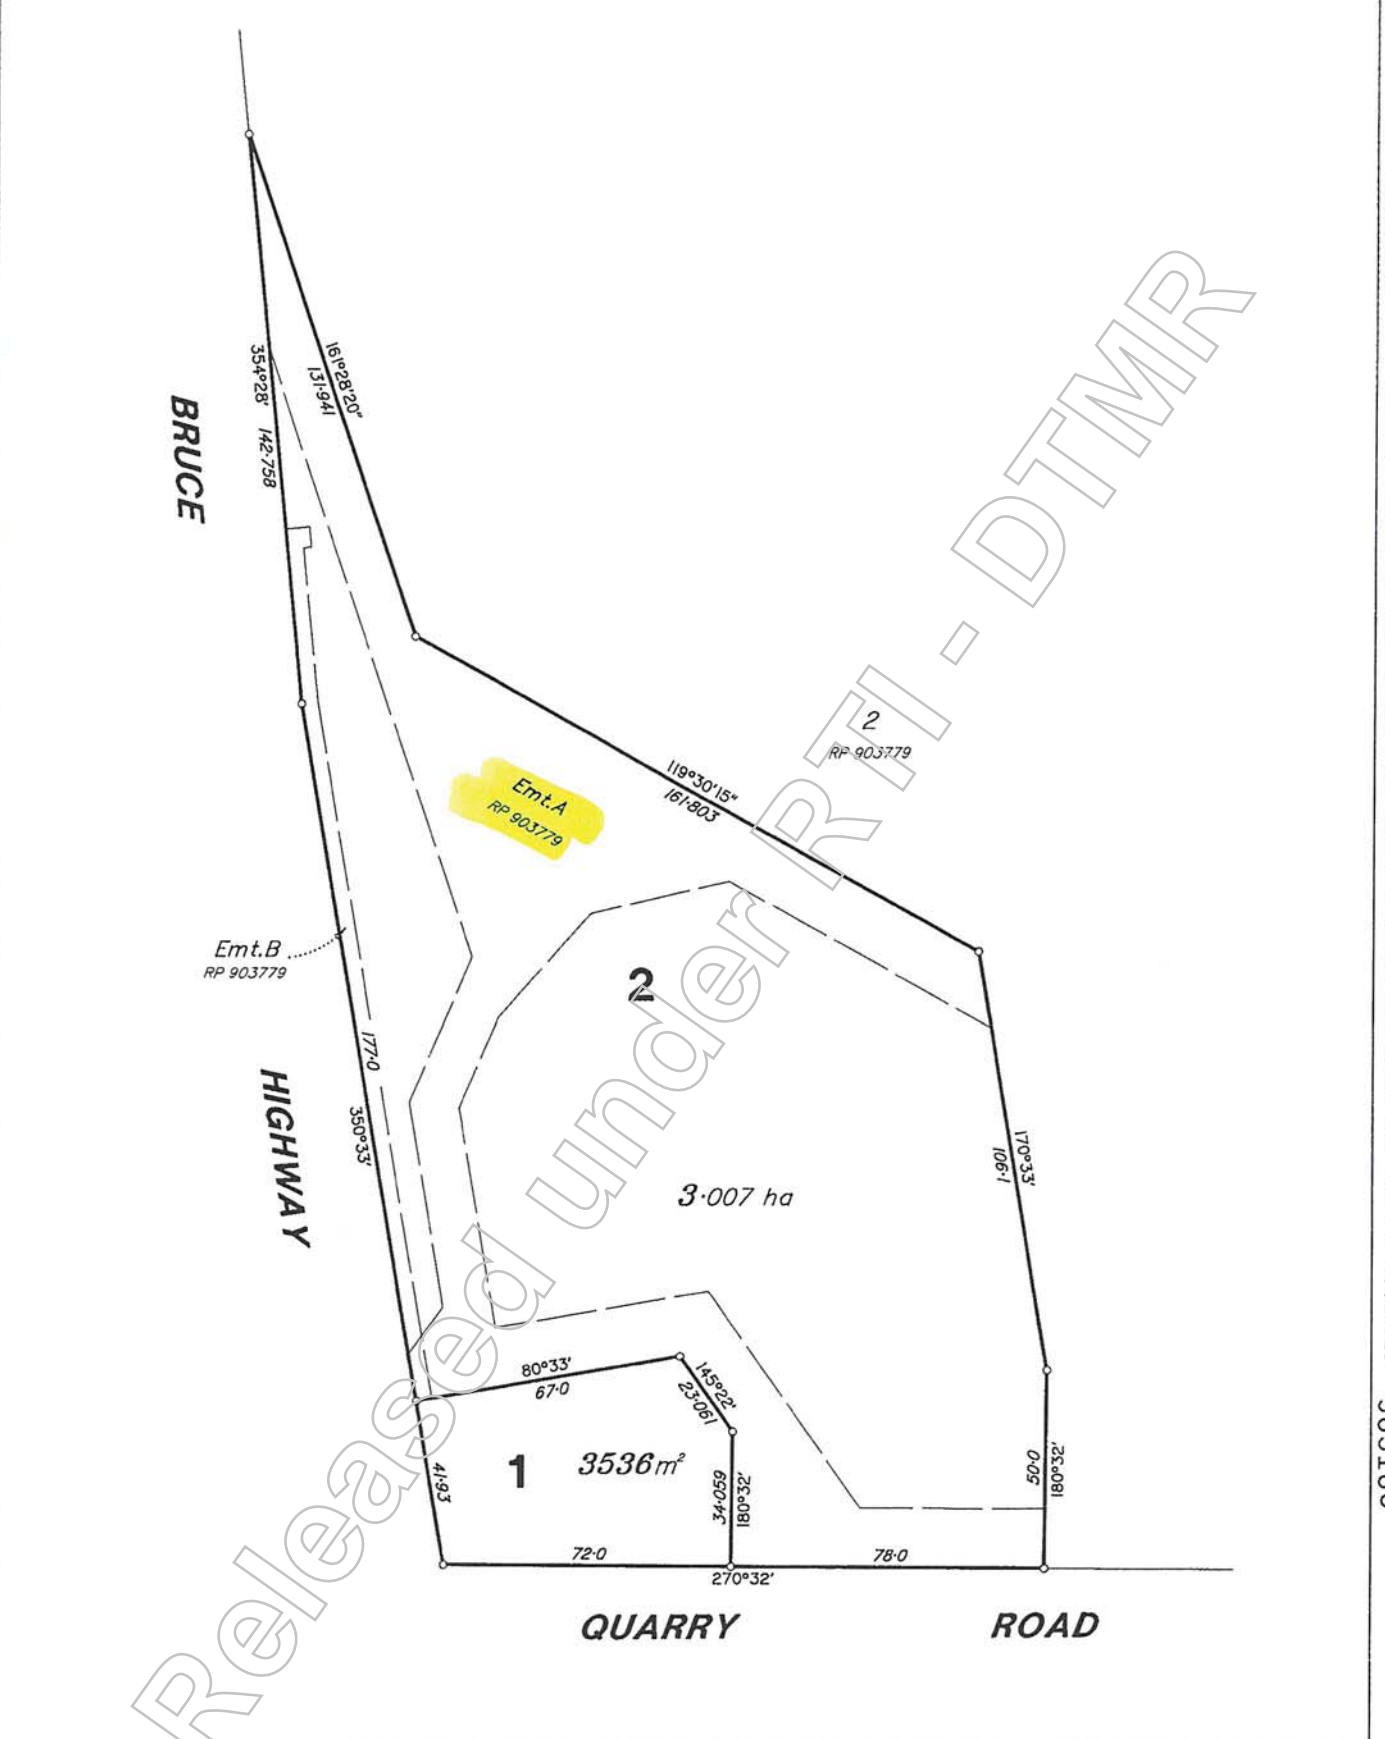 161°28'20"
131·941
354°28' 142·758
BRUCE
2
RP 903779
119°30'15"
161·803
Emt.A
RP 903779
Emt.B
RP 903779
2
177·0
350°33'
HIGHWAY
170°33'
106·1
3·007 ha
80°33'
67·0
145°22'
23·061
1
3536 m²
41·93
34·059
180°32'
50·0
180°32'
72·0
78·0
270°32'
QUARRY ROAD
Released under RTI - DTMR